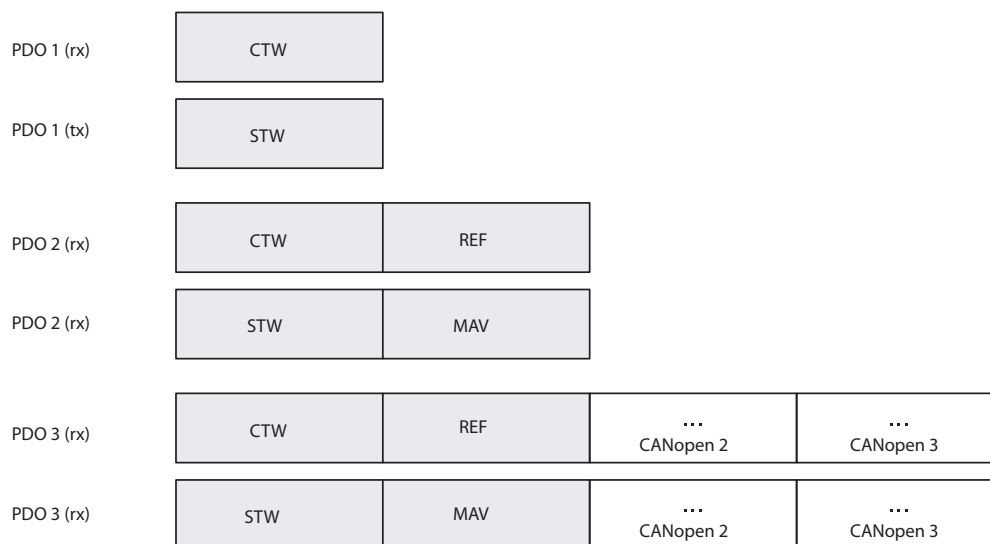 PDO 1 (rx) CTW
PDO 1 (tx) STW
PDO 2 (rx) CTW REF
PDO 2 (rx) STW MAV
PDO 3 (rx) CTW REF ... CANopen 2 ... CANopen 3
PDO 3 (rx) STW MAV ... CANopen 2 ... CANopen 3